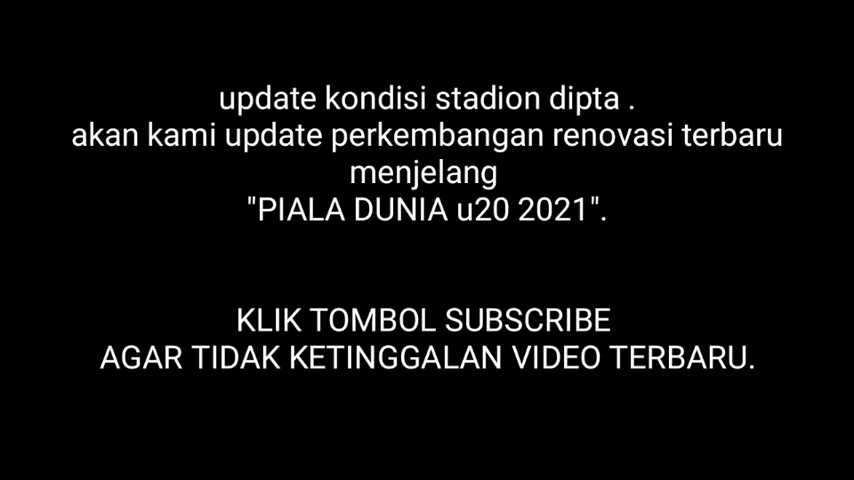 update kondisi stadion dipta .
akan kami update perkembangan renovasi terbaru
menjelang
"PIALA DUNIA u20 2021".
KLIK TOMBOL SUBSCRIBE
AGAR TIDAK KETINGGALAN VIDEO TERBARU.